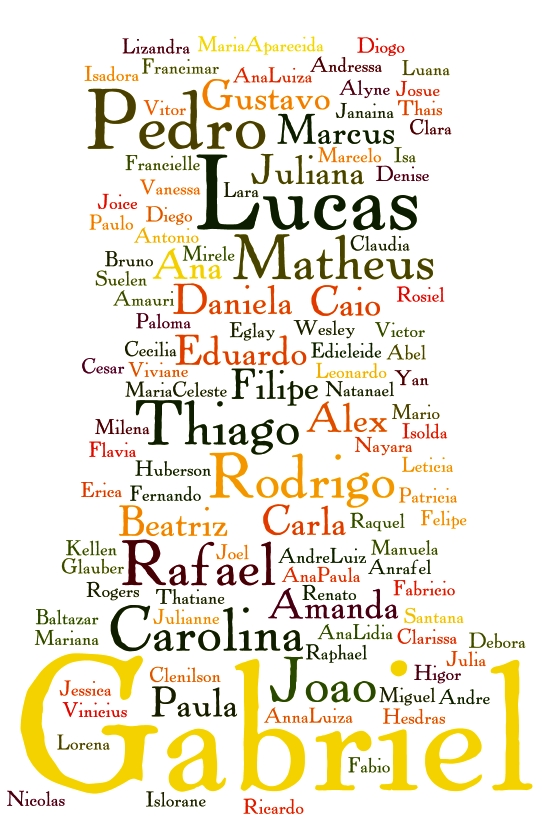 Lizandra MariaAparecida Diogo
Isadora Franeimar AnaLuiza Andressa Luana
Gustavo Alyne Josue
Pedro Vitor Marcus Janaina Thais
Clara
Francielle Juliana Marcelo Isa
Vanessa Lara Lucas Denise
Joice
Paulo Diego
Antonio Claudia
Bruno Mirele Matheus
Suelen Ana
Amauri Daniela Caio Rosiel
Paloma Eglay Wesley Victor
Cecilia Eduardo Edicleide Abel
Cesar Viviane Leonardo Yan
MariaCeleste Filipe Natanael
Thiago Alex Mario
Milena Isolda
Flavia Nayara
Huberson Rodrigo Leticia
Erica Fernando Patricia
Beatriz Carla Raquel Felipe
Kellen Rafael Joel AndreLuiz Manuela
Glauber AnaPaula Anrafel
Rogers Thatiane Renato Fabricio
Amanda
Baltazar Carolina Julianne Santana
Mariana AnaLidia Clarissa Debora
Raphael Julia
Gabriel Clenilson Joao Higor
Jessica Paula Miguel Andre
Vinicius AnnaLuiza Hesdras
Lorena
Fabio
Nicolas Islorane Ricardo